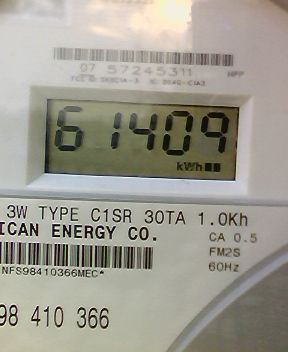 07 57245311 NPP
61409
kWh
3W TYPE C1SR 30TA 1.0Kh
ICAN ENERGY CO.
CA 0.5
FM2S
60Hz
NFS98410366MEC*
98 410 366